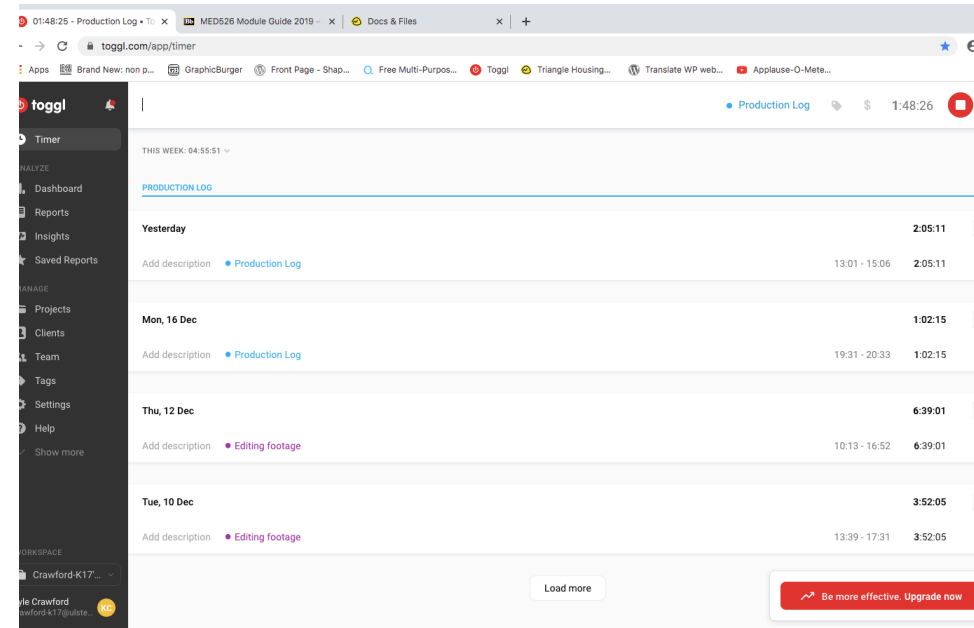 01:48:25 - Production Log • To
MED526 Module Guide 2019 -
Docs & Files
toggl.com/app/timer
Apps
Brand New: non p...
GraphicBurger
Front Page - Shap...
Free Multi-Purpos...
Toggl
Triangle Housing...
Translate WP web...
Applause-O-Mete...
toggl
Production Log
$
1:48:26
Timer
THIS WEEK: 04:55:51
NALYZE
Dashboard
PRODUCTION LOG
Reports
Insights
Saved Reports
Yesterday 2:05:11
Add description • Production Log 13:01 - 15:06 2:05:11
MANAGE
Projects
Clients
Team
Tags
Settings
Help
Show more
Mon, 16 Dec 1:02:15
Add description • Production Log 19:31 - 20:33 1:02:15
Thu, 12 Dec 6:39:01
Add description • Editing footage 10:13 - 16:52 6:39:01
Tue, 10 Dec 3:52:05
Add description • Editing footage 13:39 - 17:31 3:52:05
WORKSPACE
Crawford-K17'...
yle Crawford
rawford-k17@ulste...
KC
Load more
Be more effective. Upgrade now